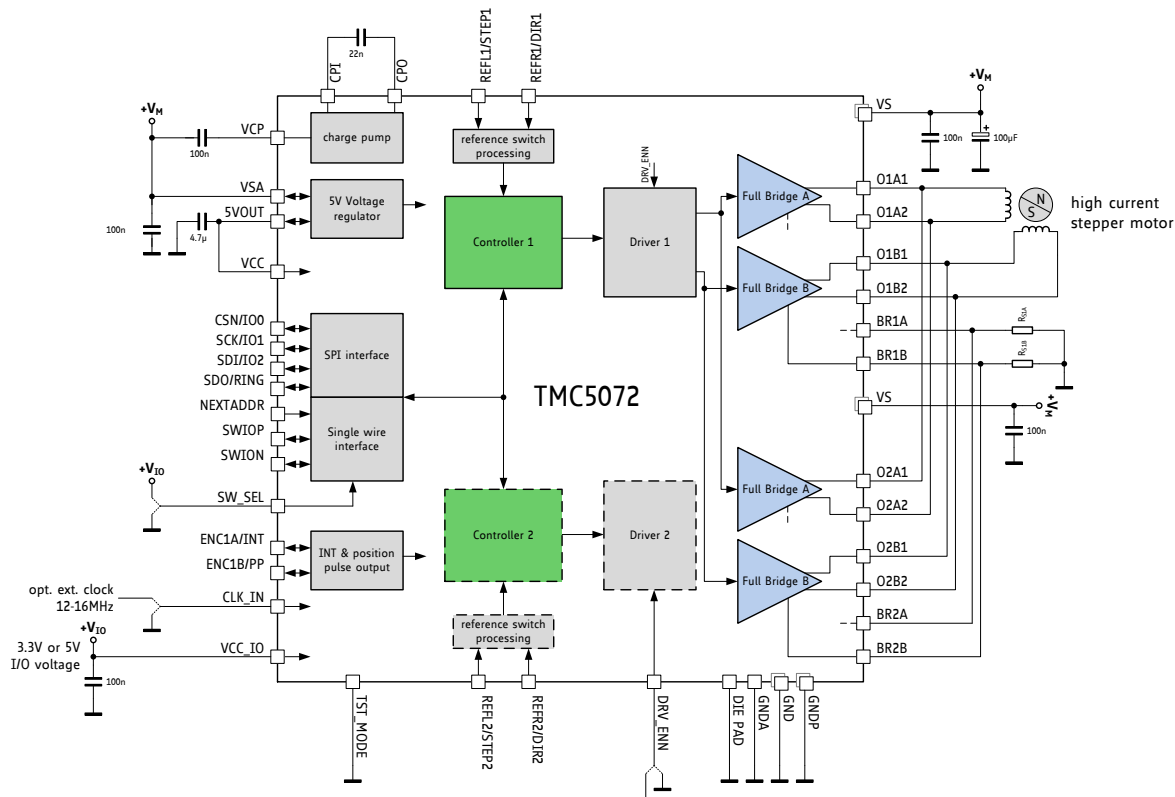 22n
CPI
CPO
REFL1/STEP1
REFR1/DIR1
+VM
VCP
100n
charge pump
reference switch
processing
DRV_ENN
VS
+VM
100n
+
100µF
VSA
5VOUT
100n
4.7µ
VCC
5V Voltage
regulator
Controller 1
Driver 1
Full Bridge A
Full Bridge B
O1A1
O1A2
O1B1
O1B2
BR1A
BR1B
N
S
high current
stepper motor
RS1A
RS1B
CSN/IO0
SCK/IO1
SDI/IO2
SDO/RING
NEXTADDR
SWIOP
SWION
SPI interface
Single wire
interface
TMC5072
VS
+VM
100n
+VIO
SW_SEL
ENC1A/INT
ENC1B/PP
INT & position
pulse output
Controller 2
Driver 2
Full Bridge A
Full Bridge B
O2A1
O2A2
O2B1
O2B2
BR2A
BR2B
opt. ext. clock
12-16MHz
CLK_IN
+VIO
3.3V or 5V
I/O voltage
VCC_IO
100n
reference switch
processing
TST_MODE
REFL2/STEP2
REFR2/DIR2
DRV_ENN
DIE PAD
GNDA
GND
GNDP